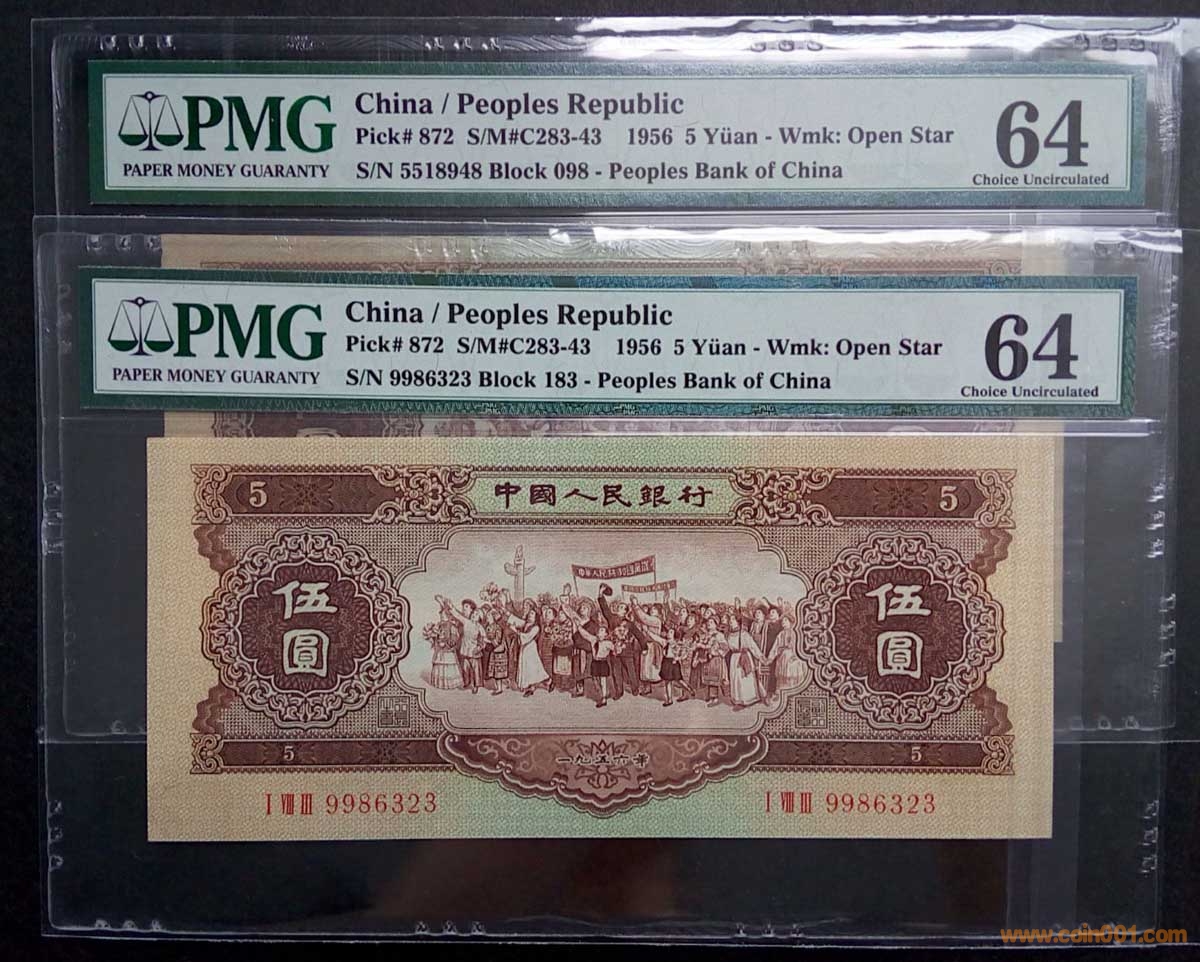 PMG
PAPER MONEY GUARANTY
China / Peoples Republic
Pick# 872 S/M#C283-43 1956 5 Yüan - Wmk: Open Star
S/N 5518948 Block 098 - Peoples Bank of China
64
Choice Uncirculated
PMG
PAPER MONEY GUARANTY
China / Peoples Republic
Pick# 872 S/M#C283-43 1956 5 Yüan - Wmk: Open Star
S/N 9986323 Block 183 - Peoples Bank of China
64
Choice Uncirculated
5 中國人民銀行 5
伍圓
伍圓
5 一九五六年 5
I VIII III 9986323
I VIII III 9986323
www.coin001.com